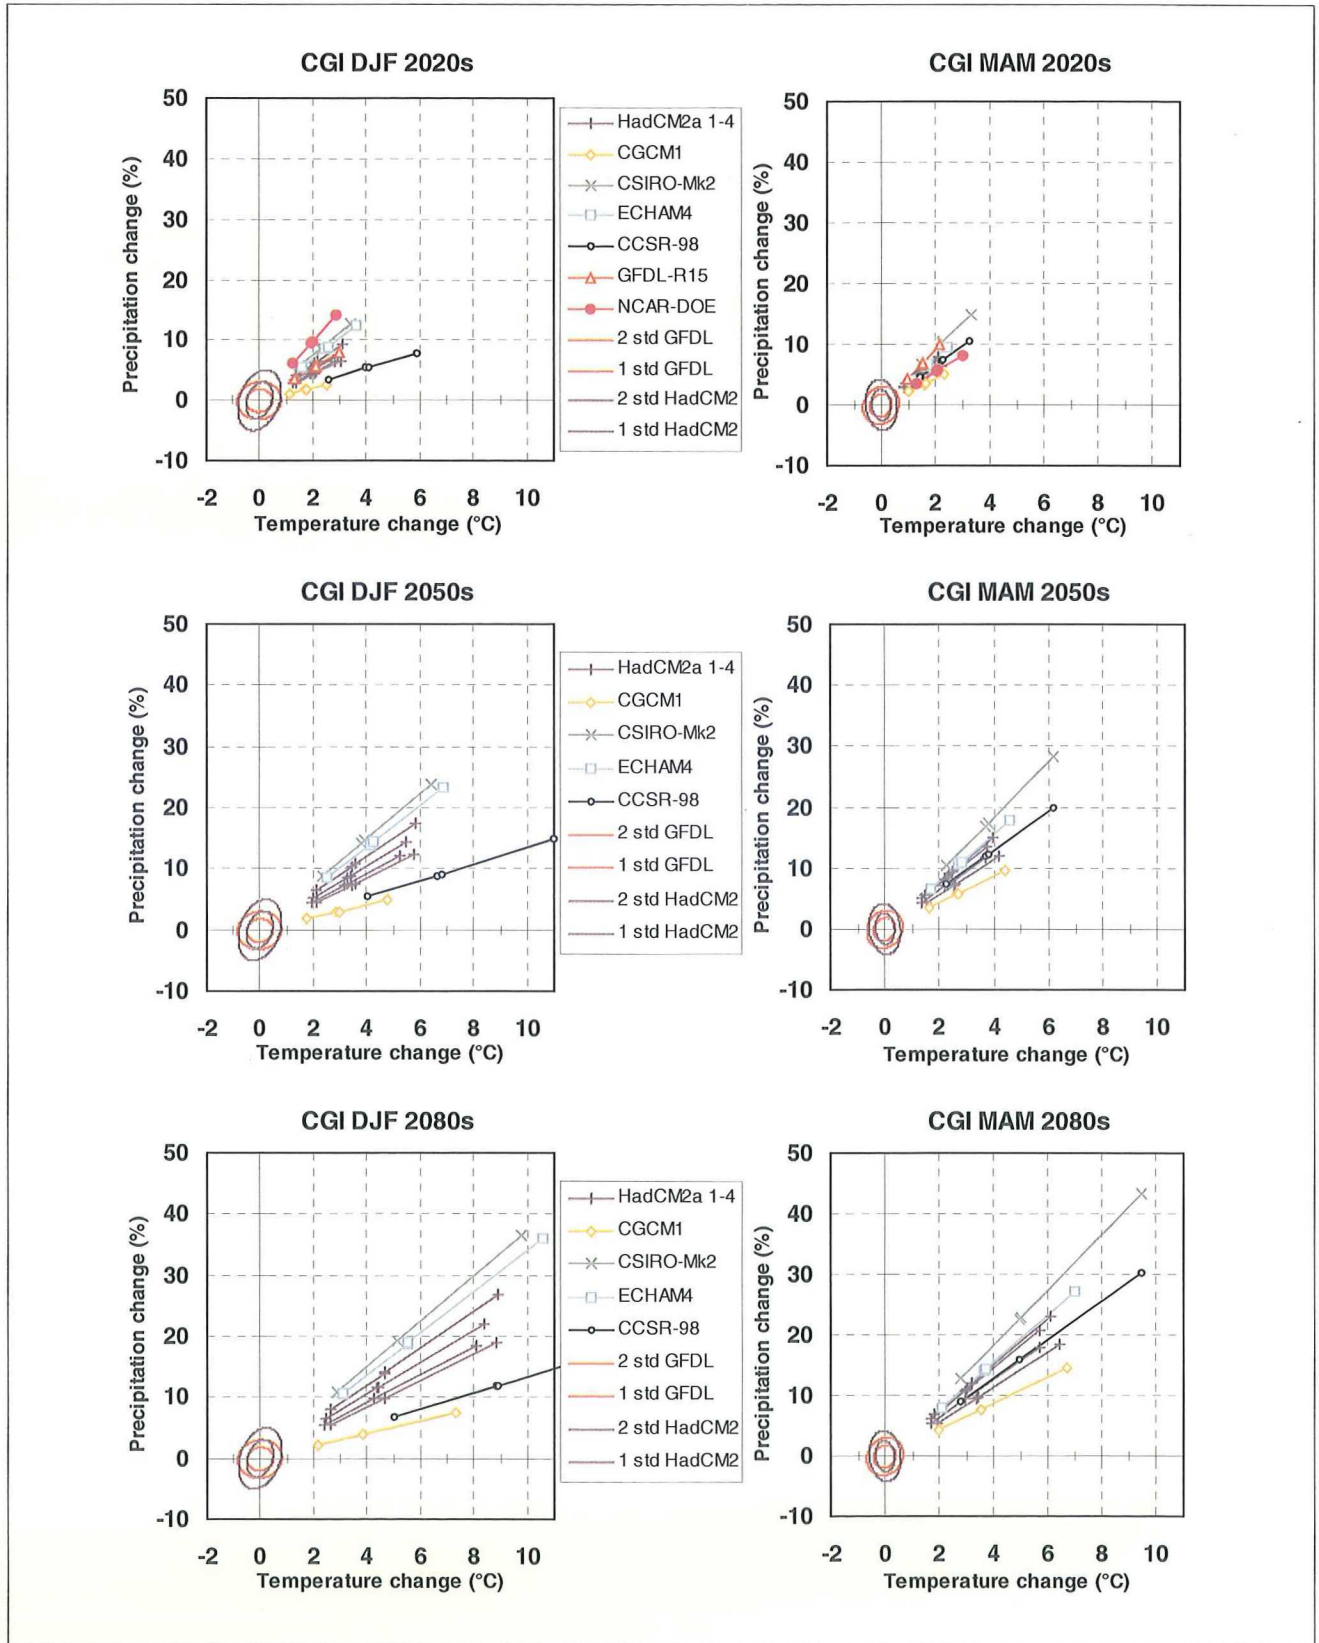 CGI DJF 2020s
Precipitation change (%)
50
40
30
20
10
0
-10
-2 0 2 4 6 8 10
Temperature change (°C)
HadCM2a 1-4
CGCM1
CSIRO-Mk2
ECHAM4
CCSR-98
GFDL-R15
NCAR-DOE
2 std GFDL
1 std GFDL
2 std HadCM2
1 std HadCM2
CGI MAM 2020s
Precipitation change (%)
50
40
30
20
10
0
-10
-2 0 2 4 6 8 10
Temperature change (°C)
CGI DJF 2050s
Precipitation change (%)
50
40
30
20
10
0
-10
-2 0 2 4 6 8 10
Temperature change (°C)
HadCM2a 1-4
CGCM1
CSIRO-Mk2
ECHAM4
CCSR-98
2 std GFDL
1 std GFDL
2 std HadCM2
1 std HadCM2
CGI MAM 2050s
Precipitation change (%)
50
40
30
20
10
0
-10
-2 0 2 4 6 8 10
Temperature change (°C)
CGI DJF 2080s
Precipitation change (%)
50
40
30
20
10
0
-10
-2 0 2 4 6 8 10
Temperature change (°C)
HadCM2a 1-4
CGCM1
CSIRO-Mk2
ECHAM4
CCSR-98
2 std GFDL
1 std GFDL
2 std HadCM2
1 std HadCM2
CGI MAM 2080s
Precipitation change (%)
50
40
30
20
10
0
-10
-2 0 2 4 6 8 10
Temperature change (°C)